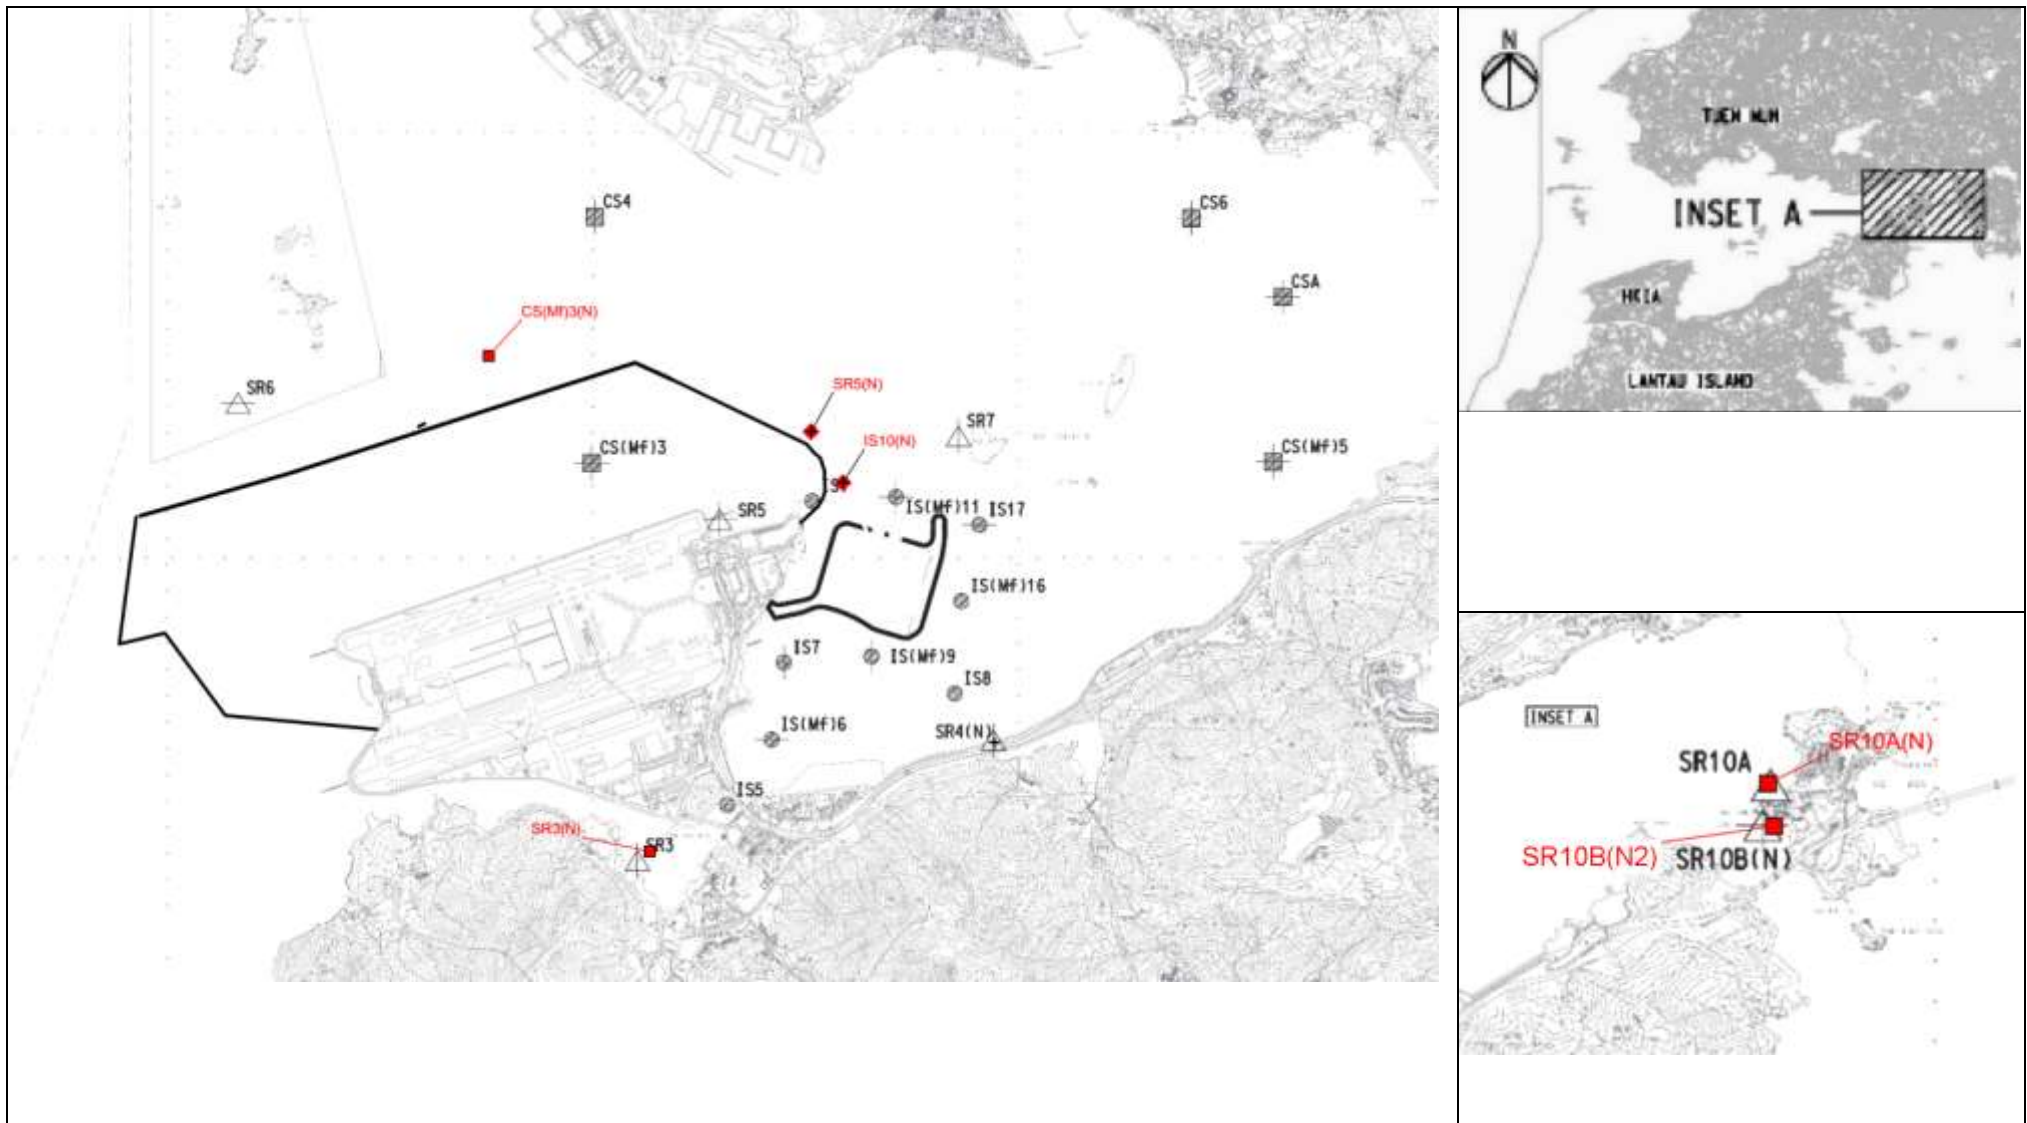 CS4
CS6
CSA
CS(Mf)3(N)
SR6
SR5(N)
SR7
IS10(N)
CS(Mf)3
CS(Mf)5
SR5
IS(Mf)11
IS17
IS(Mf)16
IS7
IS(Mf)9
IS8
IS(Mf)6
SR4(N)
IS5
SR3(N)
SR3
N
TUEN MUN
INSET A
HKIA
LANTAU ISLAND
INSET A
SR10A(N)
SR10A
SR10B(N2)
SR10B(N)